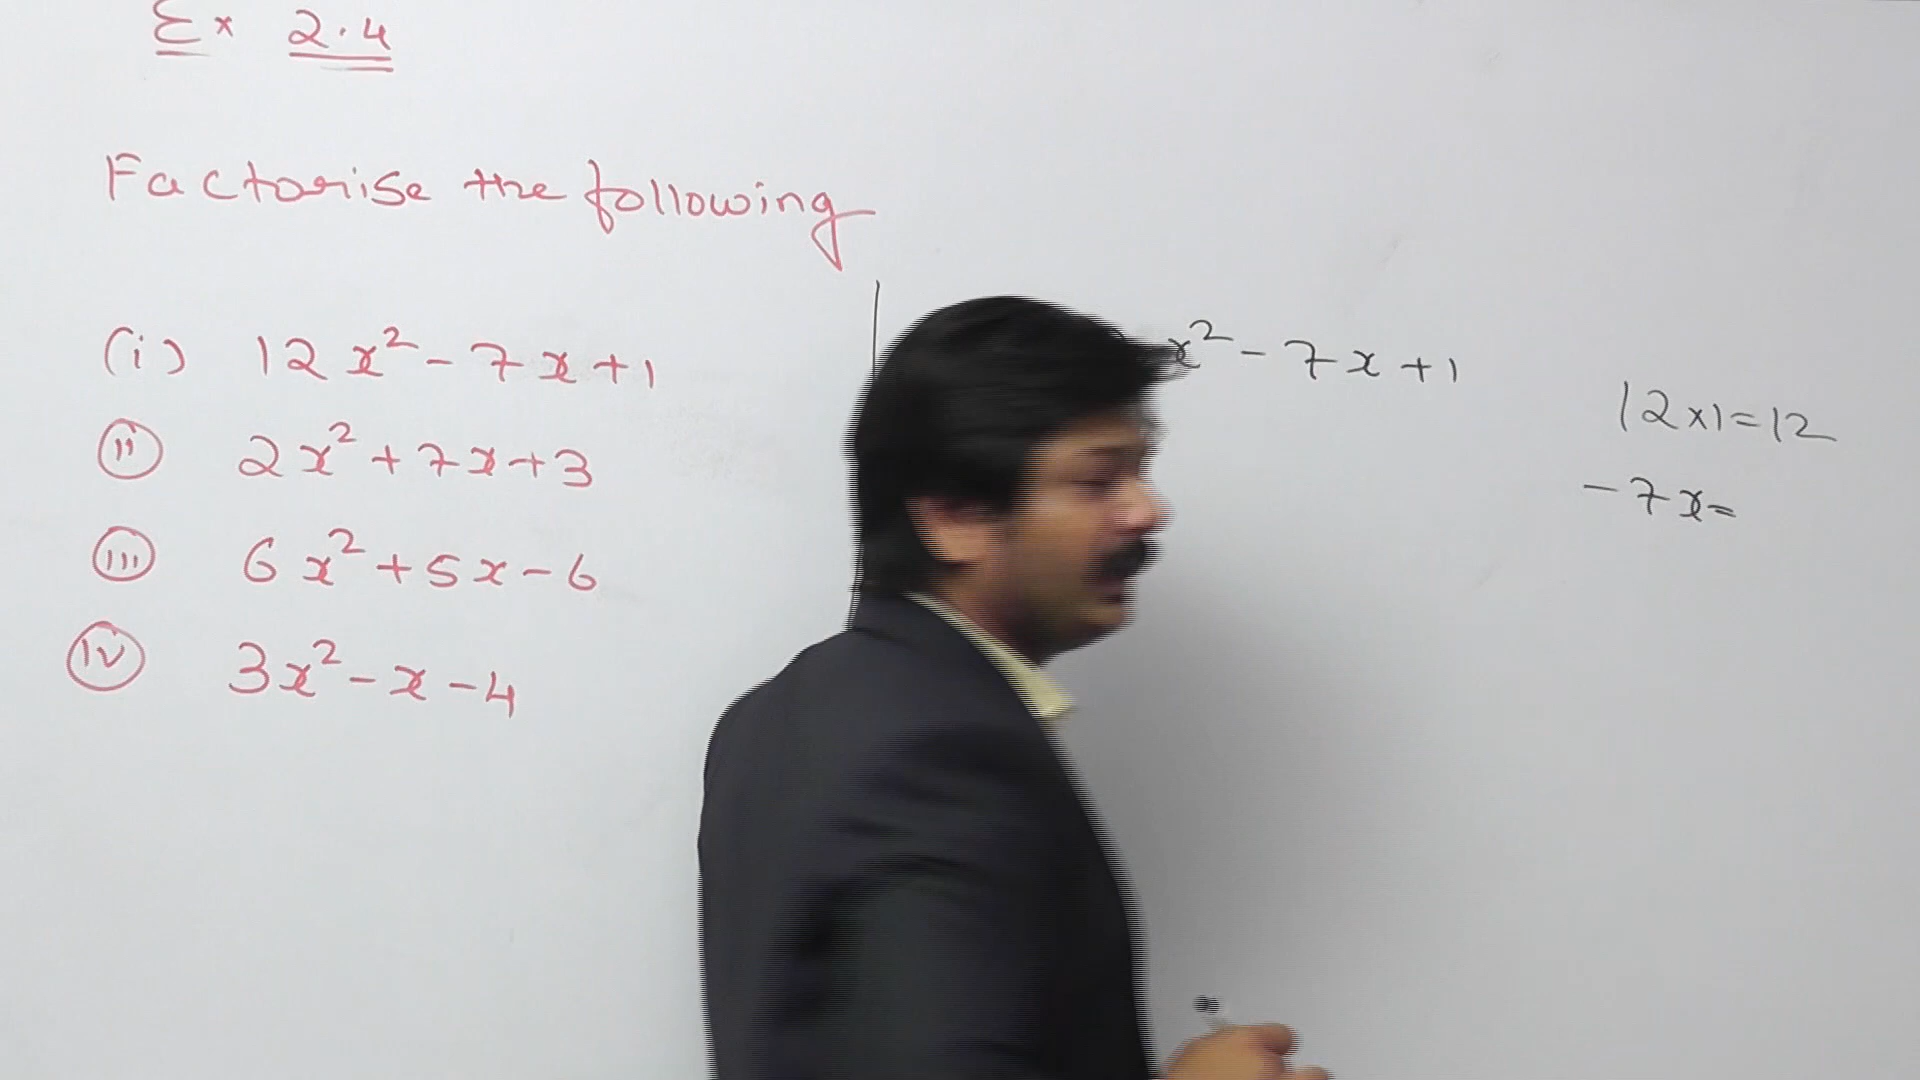 Ex 2.4
Factorise the following
(i) 12x² - 7x + 1
(ii) 2x² + 7x + 3
(iii) 6x² + 5x - 6
(iv) 3x² - x - 4
x² - 7x + 1
12 × 1 = 12
- 7x =